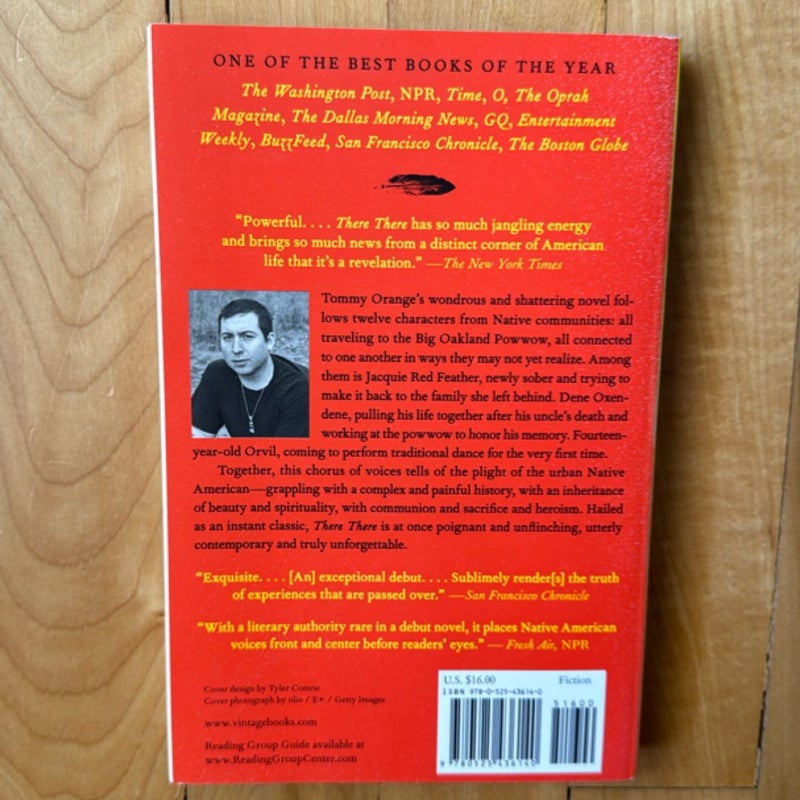 ONE OF THE BEST BOOKS OF THE YEAR
The Washington Post, NPR, Time, O, The Oprah
Magazine, The Dallas Morning News, GQ, Entertainment
Weekly, BuzzFeed, San Francisco Chronicle, The Boston Globe
“Powerful. . . . There There has so much jangling energy
and brings so much news from a distinct corner of American
life that it’s a revelation.” —The New York Times
Tommy Orange’s wondrous and shattering novel fol-
lows twelve characters from Native communities: all
traveling to the Big Oakland Powwow, all connected
to one another in ways they may not yet realize. Among
them is Jacquie Red Feather, newly sober and trying to
make it back to the family she left behind. Dene Oxen-
dene, pulling his life together after his uncle’s death and
working at the powwow to honor his memory. Fourteen-
year-old Orvil, coming to perform traditional dance for the very first time.
Together, this chorus of voices tells of the plight of the urban Native
American—grappling with a complex and painful history, with an inheritance
of beauty and spirituality, with communion and sacrifice and heroism. Hailed
as an instant classic, There There is at once poignant and unflinching, utterly
contemporary and truly unforgettable.
“Exquisite. . . . [An] exceptional debut. . . . Sublimely render[s] the truth
of experiences that are passed over.” —San Francisco Chronicle
“With a literary authority rare in a debut novel, it places Native American
voices front and center before readers’ eyes.” — Fresh Air, NPR
Cover design by Tyler Comrie
Cover photograph by olio / E+ / Getty Images
www.vintagebooks.com
Reading Group Guide available at
www.ReadingGroupCenter.com
U.S. $16.00 Fiction
ISBN 978-0-525-43614-0
51600
9 780525 436140